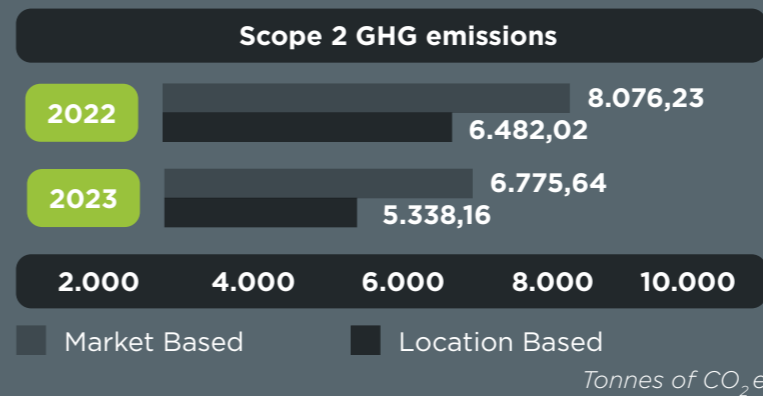 Scope 2 GHG emissions
2022
8.076,23
6.482,02
2023
6.775,64
5.338,16
2.000 4.000 6.000 8.000 10.000
Market Based Location Based
Tonnes of CO₂e